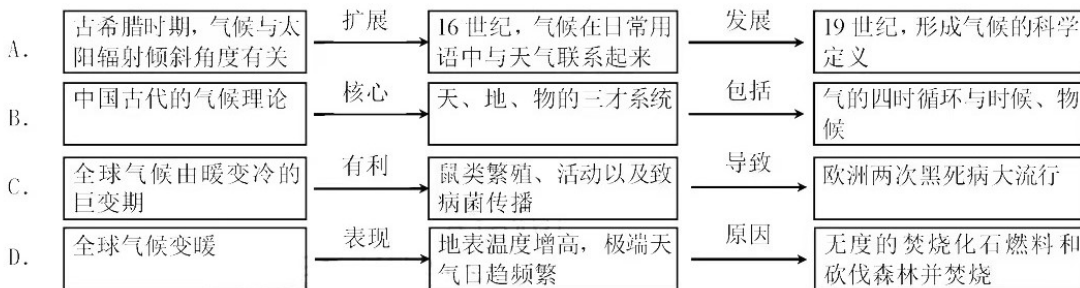 A.
古希腊时期，气候与太
阳辐射倾斜角度有关
扩展
16 世纪，气候在日常用
语中与天气联系起来
发展
19 世纪，形成气候的科学
定义
B.
中国古代的气候理论
核心
天、地、物的三才系统
包括
气的四时循环与时候、物
候
C.
全球气候由暖变冷的
巨变期
有利
鼠类繁殖、活动以及致
病菌传播
导致
欧洲两次黑死病大流行
D.
全球气候变暖
表现
地表温度增高，极端天
气日趋频繁
原因
无度的焚烧化石燃料和
砍伐森林并焚烧